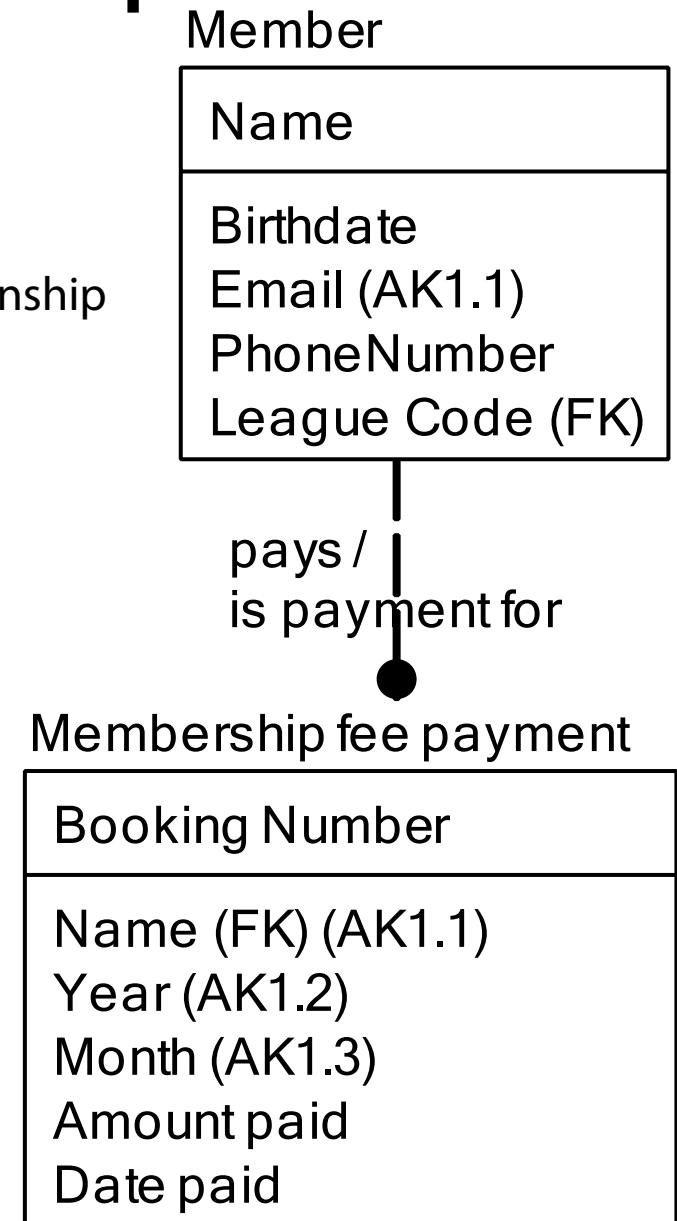 Member
Name
Birthdate
nship
Email (AK1.1)
PhoneNumber
League Code (FK)
pays /
is payment for
Membership fee payment
Booking Number
Name (FK) (AK1.1)
Year (AK1.2)
Month (AK1.3)
Amount paid
Date paid